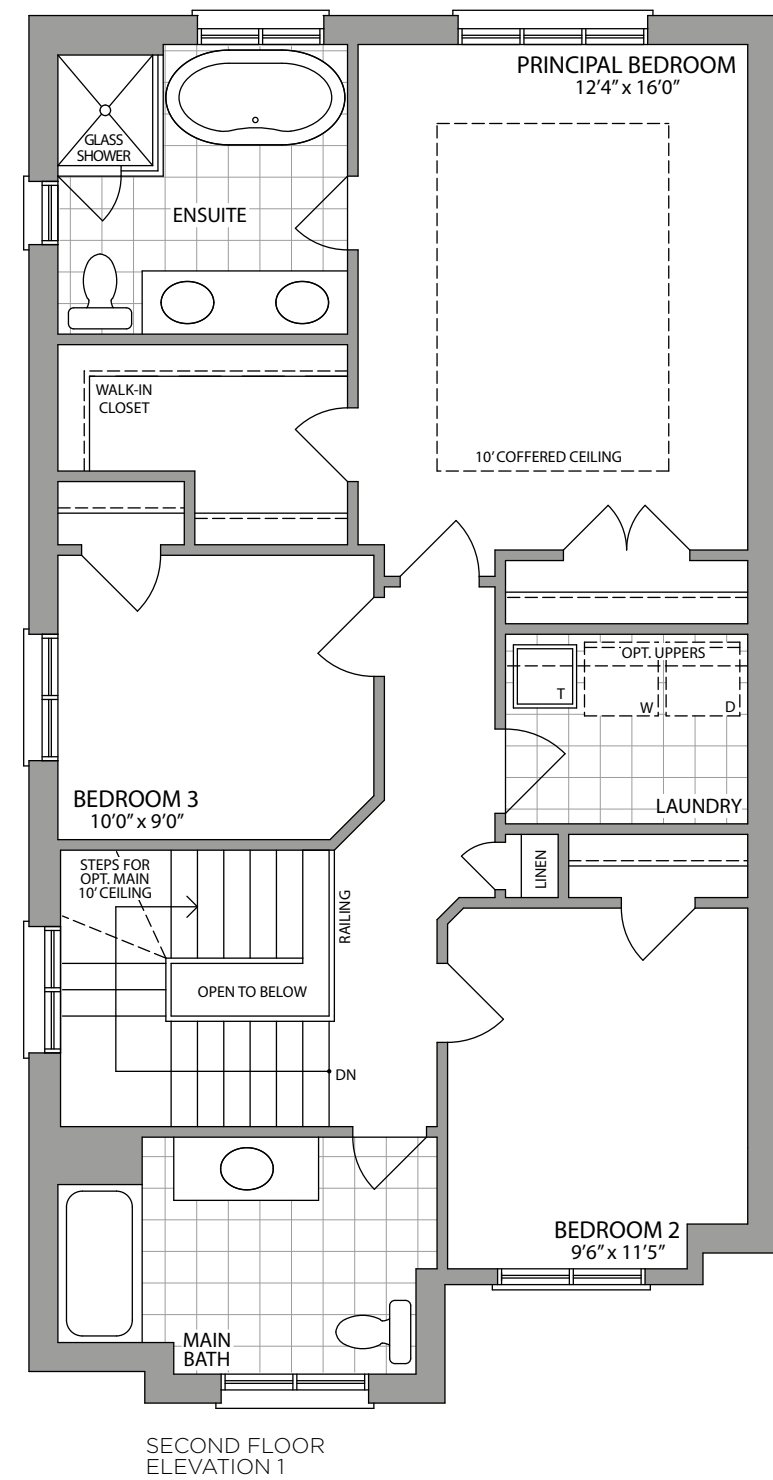 PRINCIPAL BEDROOM
12'4” x 16'0”
GLASS
SHOWER
ENSUITE
WALK-IN
CLOSET
10' COFFERED CEILING
OPT. UPPERS
T
W
D
LAUNDRY
BEDROOM 3
10'0” x 9'0”
STEPS FOR
OPT. MAIN
10' CEILING
RAILING
LINEN
OPEN TO BELOW
DN
BEDROOM 2
9'6” x 11'5”
MAIN
BATH
SECOND FLOOR
ELEVATION 1